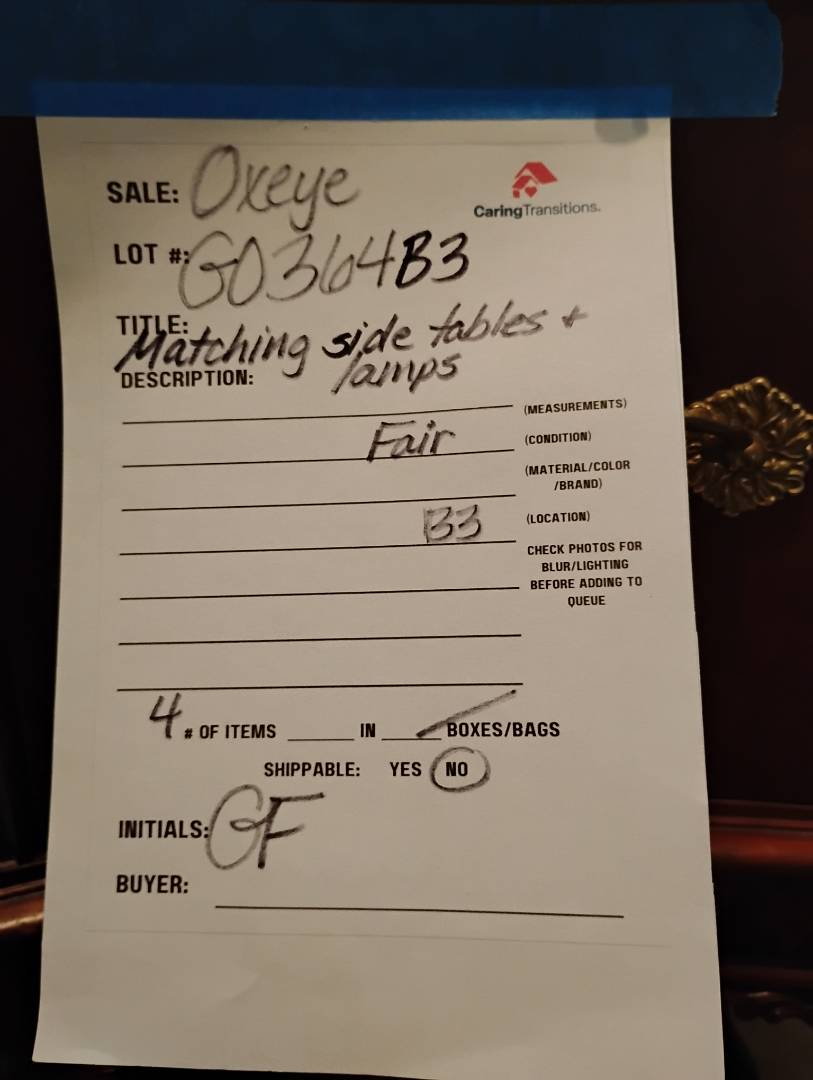 SALE: Oxeye
CaringTransitions.
LOT #: G0364B3
TITLE:
Matching side tables +
lamps
DESCRIPTION:
(MEASUREMENTS)
Fair (CONDITION)
(MATERIAL/COLOR
/BRAND)
B3 (LOCATION)
CHECK PHOTOS FOR
BLUR/LIGHTING
BEFORE ADDING TO
QUEUE
4 # OF ITEMS IN BOXES/BAGS
SHIPPABLE: YES NO
INITIALS: GF
BUYER: